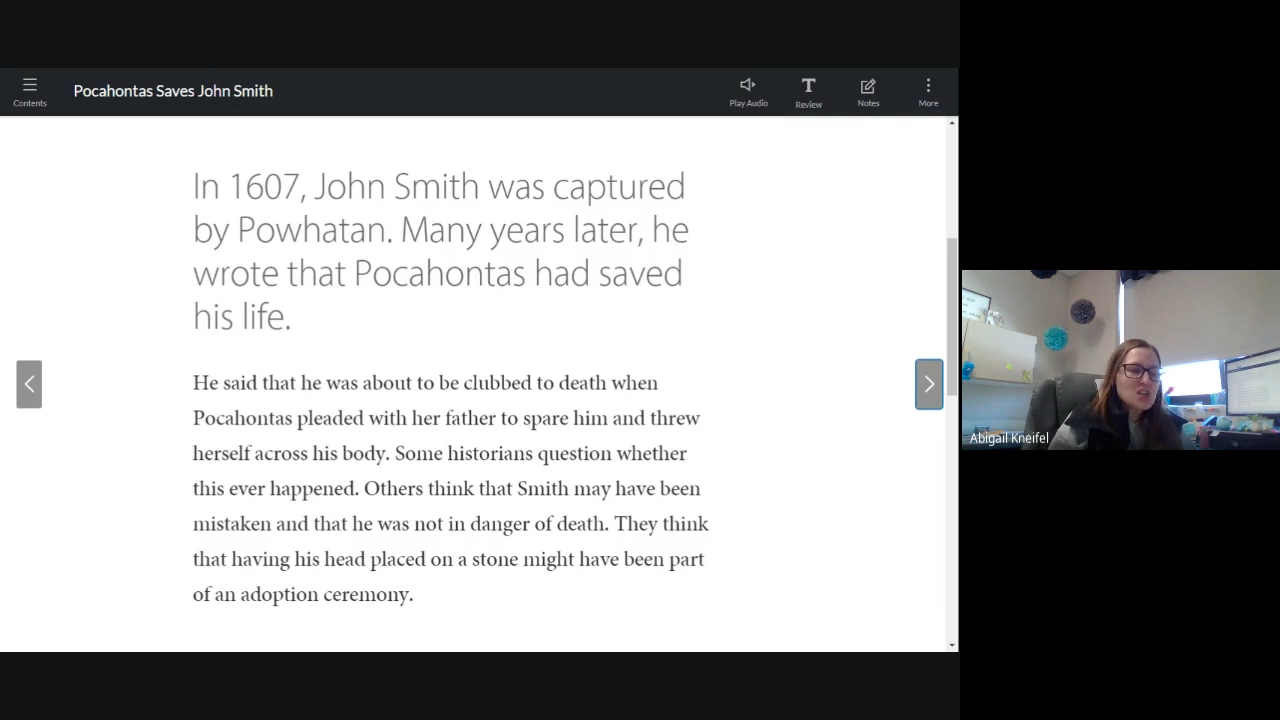 Contents
Pocahontas Saves John Smith
Play Audio
Review
Notes
More
In 1607, John Smith was captured
by Powhatan. Many years later, he
wrote that Pocahontas had saved
his life.
He said that he was about to be clubbed to death when
Pocahontas pleaded with her father to spare him and threw
herself across his body. Some historians question whether
this ever happened. Others think that Smith may have been
mistaken and that he was not in danger of death. They think
that having his head placed on a stone might have been part
of an adoption ceremony.
Abigail Kneifel